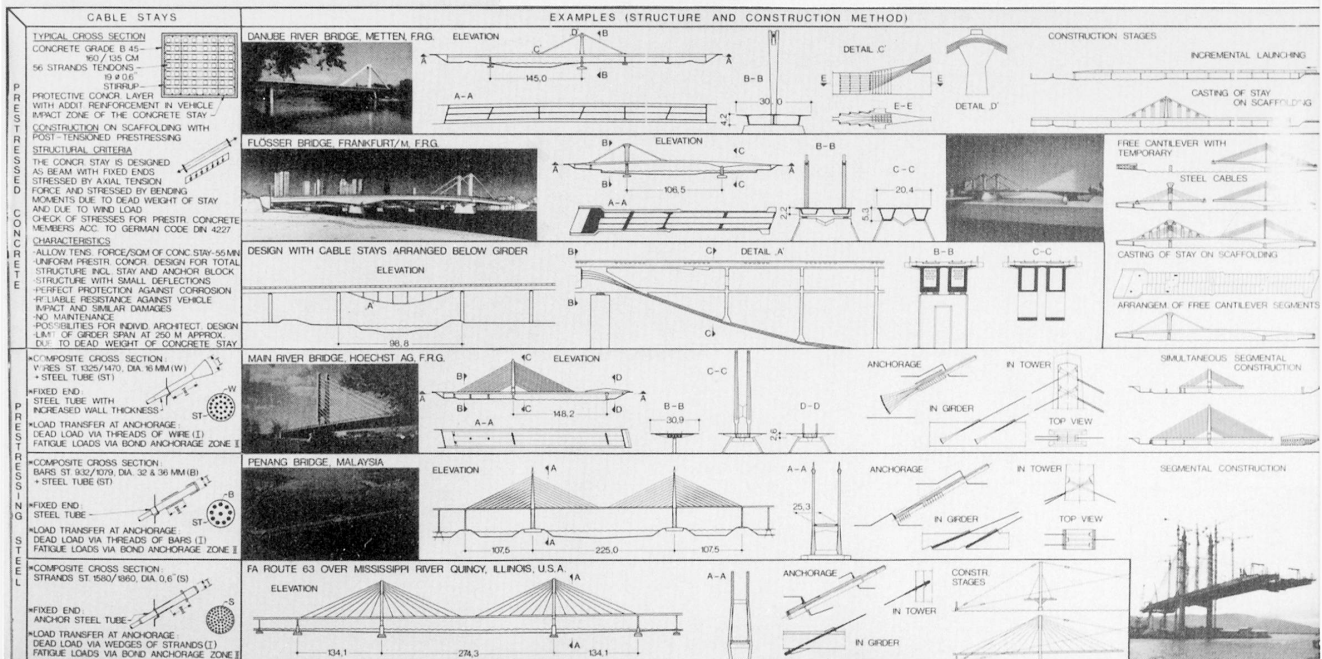 CABLE STAYS
EXAMPLES (STRUCTURE AND CONSTRUCTION METHOD)
PRESTRESSED CONCRETE
TYPICAL CROSS SECTION
CONCRETE GRADE B 45
160 / 135 CM
56 STRANDS TENDONS
19 Ø 0.6"
STIRRUP
PROTECTIVE CONCR. LAYER
WITH ADDIT REINFORCEMENT IN VEHICLE
IMPACT ZONE OF THE CONCRETE STAY
CONSTRUCTION ON SCAFFOLDING WITH
POST-TENSIONED PRESTRESSING
STRUCTURAL CRITERIA
THE CONCR. STAY IS DESIGNED
AS BEAM WITH FIXED ENDS
STRESSED BY AXIAL TENSION
FORCE AND STRESSED BY BENDING
MOMENTS DUE TO DEAD WEIGHT OF STAY
AND DUE TO WIND LOAD
CHECK OF STRESSES FOR PRESTR. CONCRETE
MEMBERS ACC. TO GERMAN CODE DIN 4227
CHARACTERISTICS
-ALLOW. TENS. FORCE/SQM OF CONC.STAY-55 MN
-UNIFORM PRESTR. CONCR. DESIGN FOR TOTAL
STRUCTURE INCL. STAY AND ANCHOR BLOCK
-STRUCTURE WITH SMALL DEFLECTIONS
-PERFECT PROTECTION AGAINST CORROSION
-RELIABLE RESISTANCE AGAINST VEHICLE
IMPACT AND SIMILAR DAMAGES
-NO MAINTENANCE
-POSSIBILITIES FOR INDIVID. ARCHITECT. DESIGN
LIMIT OF GIRDER SPAN AT 250 M APPROX.
DUE TO DEAD WEIGHT OF CONCRETE STAY
DANUBE RIVER BRIDGE, METTEN, F.R.G.
ELEVATION
D'
C'
B
A
A
145,0
B
A-A
B-B
30,0
4,2
DETAIL ,C'
E
E
E-E
DETAIL ,D'
CONSTRUCTION STAGES
INCREMENTAL LAUNCHING
CASTING OF STAY
ON SCAFFOLDING
FLÖSSER BRIDGE, FRANKFURT/M, F.R.G.
ELEVATION
B
C
A
A
106,5
B
C
A-A
B-B
2,2
C-C
20,4
5,3
FREE CANTILEVER WITH
TEMPORARY
STEEL CABLES
CASTING OF STAY ON SCAFFOLDING
ARRANGEM. OF FREE CANTILEVER SEGMENTS
DESIGN WITH CABLE STAYS ARRANGED BELOW GIRDER
ELEVATION
A
98,8
B
C
DETAIL ,A'
B
C
B-B
C-C
PRESTRESSING STEEL
*COMPOSITE CROSS SECTION :
WIRES ST. 1325/1470, DIA. 16 MM (W)
+ STEEL TUBE (ST)
*FIXED END :
STEEL TUBE WITH
INCREASED WALL THICKNESS
*LOAD TRANSFER AT ANCHORAGE :
DEAD LOAD VIA THREADS OF WIRE (I)
FATIGUE LOADS VIA BOND ANCHORAGE ZONE II
I
II
W
ST
MAIN RIVER BRIDGE, HOECHST AG, F.R.G.
ELEVATION
B
C
D
A
A
B
C
D
148,2
A-A
B-B
30,9
C-C
D-D
2,6
ANCHORAGE
IN GIRDER
IN TOWER
TOP VIEW
SIMULTANEOUS SEGMENTAL
CONSTRUCTION
*COMPOSITE CROSS SECTION :
BARS ST. 932/1079, DIA. 32 & 36 MM (B)
+ STEEL TUBE (ST)
*FIXED END :
STEEL TUBE
*LOAD TRANSFER AT ANCHORAGE :
DEAD LOAD VIA THREADS OF BARS (I)
FATIGUE LOADS VIA BOND ANCHORAGE ZONE II
I
II
B
ST
PENANG BRIDGE, MALAYSIA
ELEVATION
A
A
107,5
225,0
107,5
A-A
25,3
ANCHORAGE
IN GIRDER
IN TOWER
TOP VIEW
SEGMENTAL CONSTRUCTION
*COMPOSITE CROSS SECTION :
STRANDS ST. 1580/1860, DIA. 0,6" (S)
*FIXED END :
ANCHOR STEEL TUBE
*LOAD TRANSFER AT ANCHORAGE :
DEAD LOAD VIA WEDGES OF STRANDS (I)
FATIGUE LOADS VIA BOND ANCHORAGE ZONE II
I
II
S
FA ROUTE 63 OVER MISSISSIPPI RIVER QUINCY, ILLINOIS, U.S.A.
ELEVATION
A
A
134,1
274,3
134,1
A-A
ANCHORAGE
IN TOWER
IN GIRDER
CONSTR.
STAGES